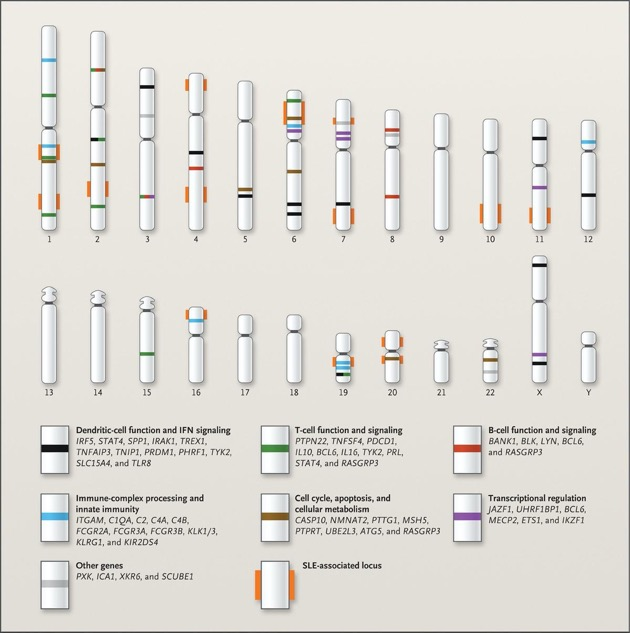 1 2 3 4 5 6 7 8 9 10 11 12
13 14 15 16 17 18 19 20 21 22 X Y
Dendritic-cell function and IFN signaling
IRF5, STAT4, SPP1, IRAK1, TREX1,
TNFAIP3, TNIP1, PRDM1, PHRF1, TYK2,
SLC15A4, and TLR8
T-cell function and signaling
PTPN22, TNFSF4, PDCD1,
IL10, BCL6, IL16, TYK2, PRL,
STAT4, and RASGRP3
B-cell function and signaling
BANK1, BLK, LYN, BCL6,
and RASGRP3
Immune-complex processing and
innate immunity
ITGAM, C1QA, C2, C4A, C4B,
FCGR2A, FCGR3A, FCGR3B, KLK1/3,
KLRG1, and KIR2DS4
Cell cycle, apoptosis, and
cellular metabolism
CASP10, NMNAT2, PTTG1, MSH5,
PTPRT, UBE2L3, ATG5, and RASGRP3
Transcriptional regulation
JAZF1, UHRF1BP1, BCL6,
MECP2, ETS1, and IKZF1
Other genes
PXK, ICA1, XKR6, and SCUBE1
SLE-associated locus